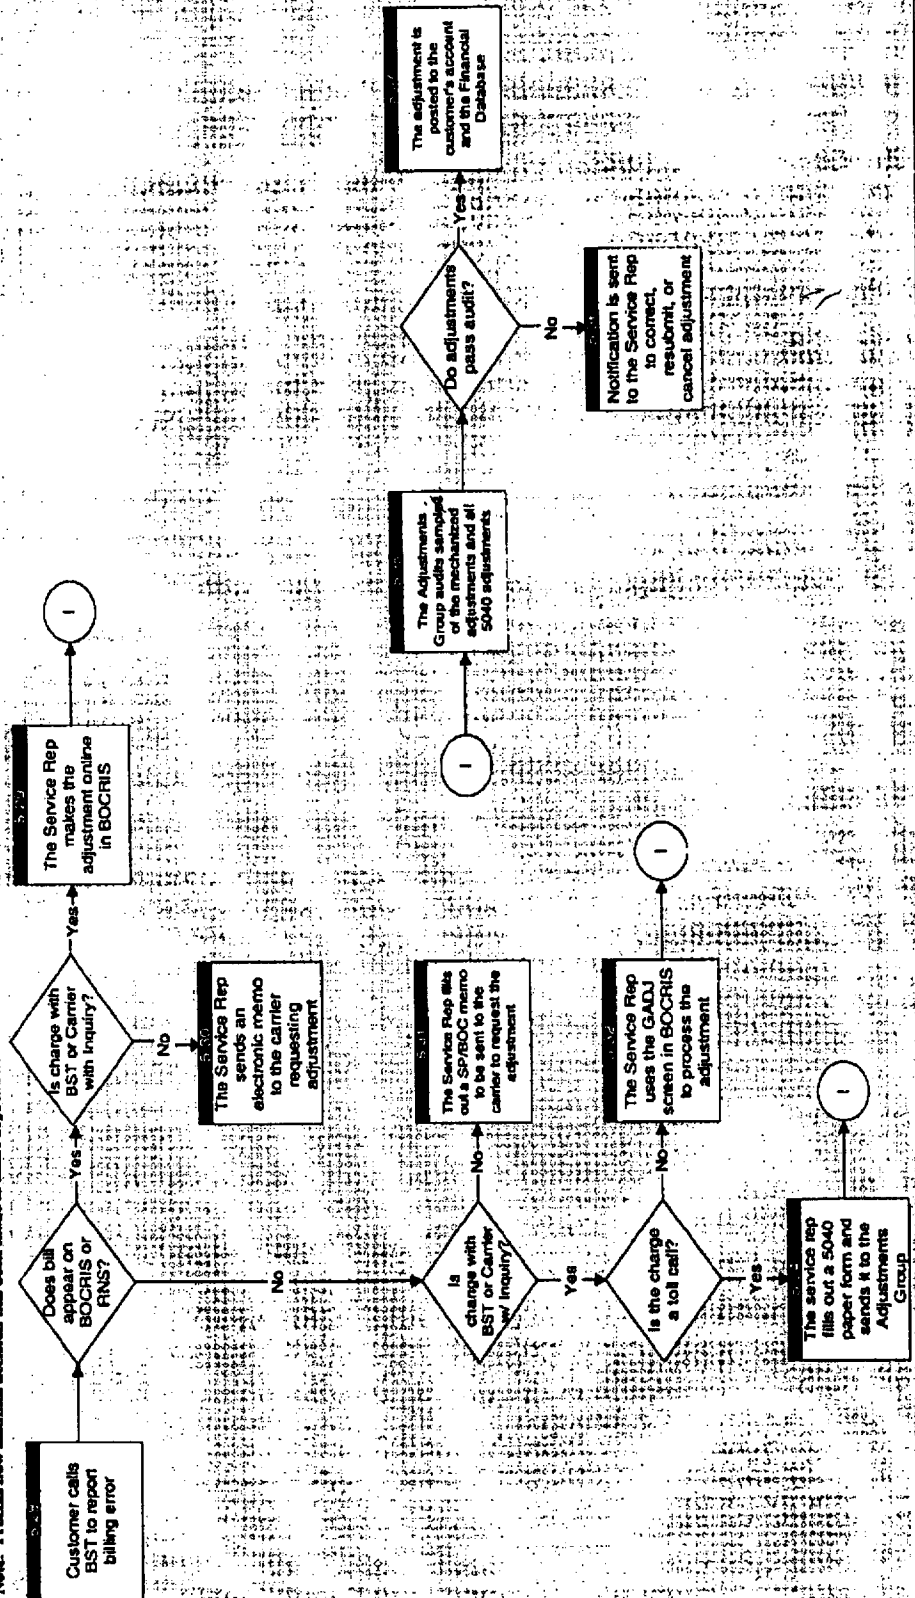 Customer calls
BST to report
billing error
Does bill
appear on
BOCRIS or
RNS?
Yes
No
Is charge with
BST or Carrier
with Inquiry?
Yes
No
The Service Rep
makes the
adjustment online
in BOCRIS
1
The Service Rep
sends an
electronic memo
to the carrier
requesting
adjustment
Is
change with
BST or Carrier
w/ Inquiry?
No
Yes
The Service Rep fills
out a SP/BOC memo
to be sent to the
carrier to request the
adjustment
Is the charge
a toll call?
No
Yes
The Service Rep
uses the GADJ
screen in BOCRIS
to process the
adjustment
1
The service rep
fills out a 5040
paper form and
sends it to the
Adjustments
Group
1
1
The Adjustments
Group audits sampled
of the mechanized
adjustments and all
5040 adjustments
Do adjustments
pass audit?
Yes
No
The adjustment is
posted to the
customer's account
and the Financial
Database
Notification is sent
to the Service Rep
to correct,
resubmit, or
cancel adjustment